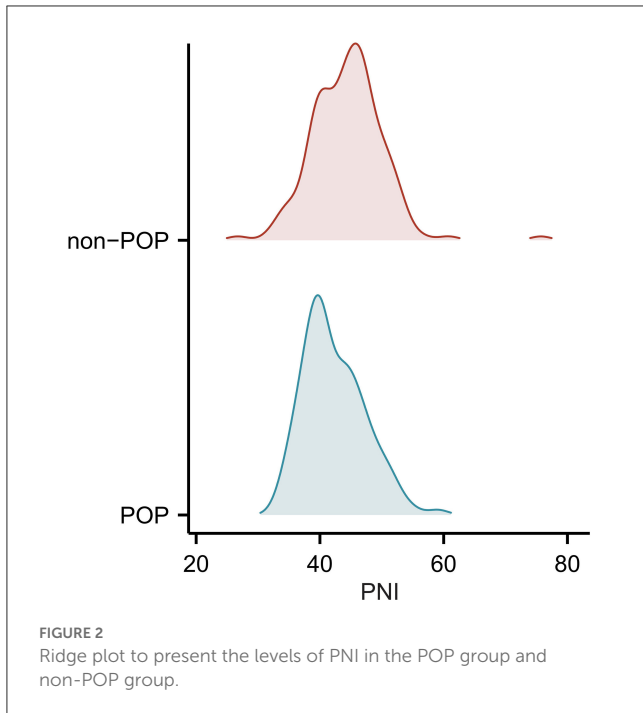 non−POP
POP
20 40 60 80
PNI
FIGURE 2
Ridge plot to present the levels of PNI in the POP group and
non-POP group.